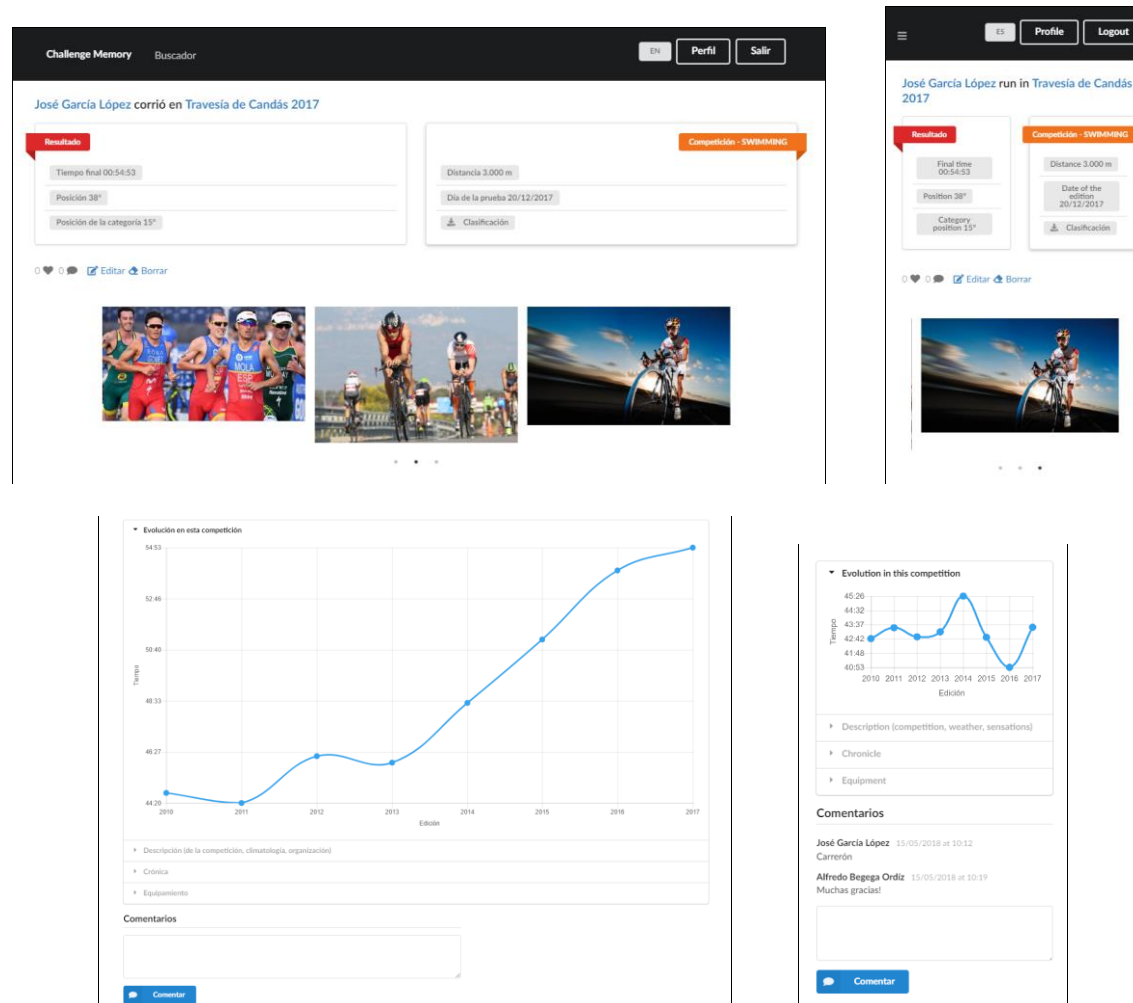 Challenge Memory Buscador EN Perfil Salir
José García López corrió en Travesía de Candás 2017
Resultado
Tiempo final 00:54:53
Posición 38º
Posición de la categoría 15º
Competición - SWIMMING
Distancia 3.000 m
Día de la prueba 20/12/2017
Clasificación
0 0 Editar Borrar
MOLA
ESP
ES Profile Logout
José García López run in Travesía de Candás
2017
Resultado
Final time
00:54:53
Position 38º
Category
position 15º
Competición - SWIMMING
Distance 3.000 m
Date of the
edition
20/12/2017
Clasificación
0 0 Editar Borrar
Evolución en esta competición
54:53
52:46
50:40
48:33
46:27
44:20
Tiempo
2010 2011 2012 2013 2014 2015 2016 2017
Edición
Descripción (de la competición, climatología, organización)
Crónica
Equipamiento
Comentarios
Comentar
Evolution in this competition
45:26
44:32
43:37
42:42
41:48
40:53
Tiempo
2010 2011 2012 2013 2014 2015 2016 2017
Edición
Description (competition, weather, sensations)
Chronicle
Equipment
Comentarios
José García López 15/05/2018 at 10:12
Carrerón
Alfredo Begega Ordiz 15/05/2018 at 10:19
Muchas gracias!
Comentar